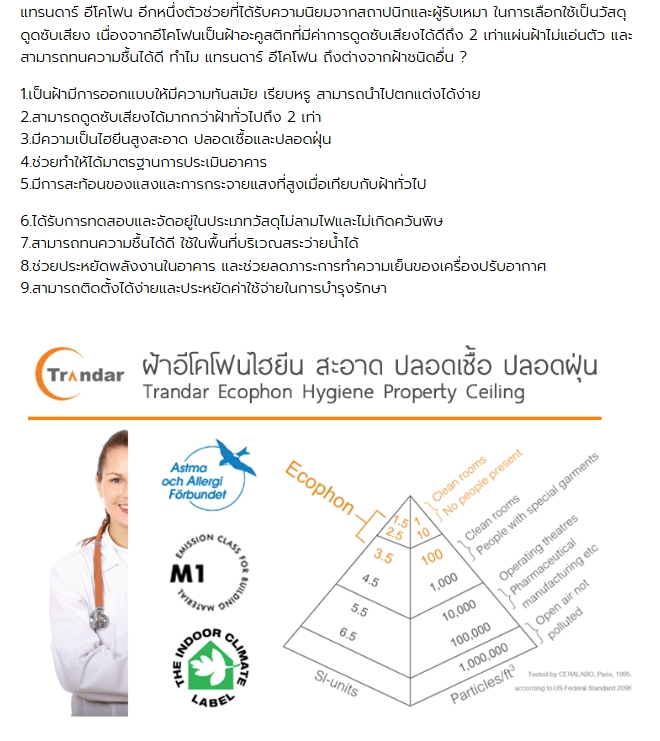 แทรนดาร์ อีโคโฟน อีกหนึ่งตัวช่วยที่ได้รับความนิยมจากสถาปนิกและผู้รับเหมา ในการเลือกใช้เป็นวัสดุ
ดูดซับเสียง เนื่องจากอีโคโฟนเป็นฝ้าอะคูสติกที่มีค่าการดูดซับเสียงได้ดีถึง 2 เท่าแผ่นฝ้าไม่แอ่นตัว และ
สามารถทนความชื้นได้ดี ทำไม แทรนดาร์ อีโคโฟน ถึงต่างจากฝ้าชนิดอื่น ?
1.เป็นฝ้ามีการออกแบบให้มีความทันสมัย เรียบหรู สามารถนำไปตกแต่งได้ง่าย
2.สามารถดูดซับเสียงได้มากกว่าฝ้าทั่วไปถึง 2 เท่า
3.มีความเป็นไฮยีนสูงสะอาด ปลอดเชื้อและปลอดฝุ่น
4.ช่วยทำให้ได้มาตรฐานการประเมินอาคาร
5.มีการสะท้อนของแสงและการกระจายแสงที่สูงเมื่อเทียบกับฝ้าทั่วไป
6.ได้รับการทดสอบและจัดอยู่ในประเภทวัสดุไม่ลามไฟและไม่เกิดควันพิษ
7.สามารถทนความชื้นได้ดี ใช้ในพื้นที่บริเวณสระว่ายน้ำได้
8.ช่วยประหยัดพลังงานในอาคาร และช่วยลดภาระการทำความเย็นของเครื่องปรับอากาศ
9.สามารถติดตั้งได้ง่ายและประหยัดค่าใช้จ่ายในการบำรุงรักษา
Trandar
ฝ้าอีโคโฟนไฮยีน สะอาด ปลอดเชื้อ ปลอดฝุ่น
Trandar Ecophon Hygiene Property Ceiling
Astma
och Allergi
Förbundet
EMISSION CLASS FOR BUILDING MATERIAL
M1
THE INDOOR CLIMATE
LABEL
Ecophon
1.5 1
2.5 10
3.5 100
4.5 1,000
5.5 10,000
6.5 100,000
1,000,000
SI-units
Particles/ft³
Clean rooms
No people present
Clean rooms
People with special garments
Operating theatres
Pharmaceutical
manufacturing etc
Open air not
polluted
Tested by CERALABO, Paris, 1995.
according to US Federal Standard 209E